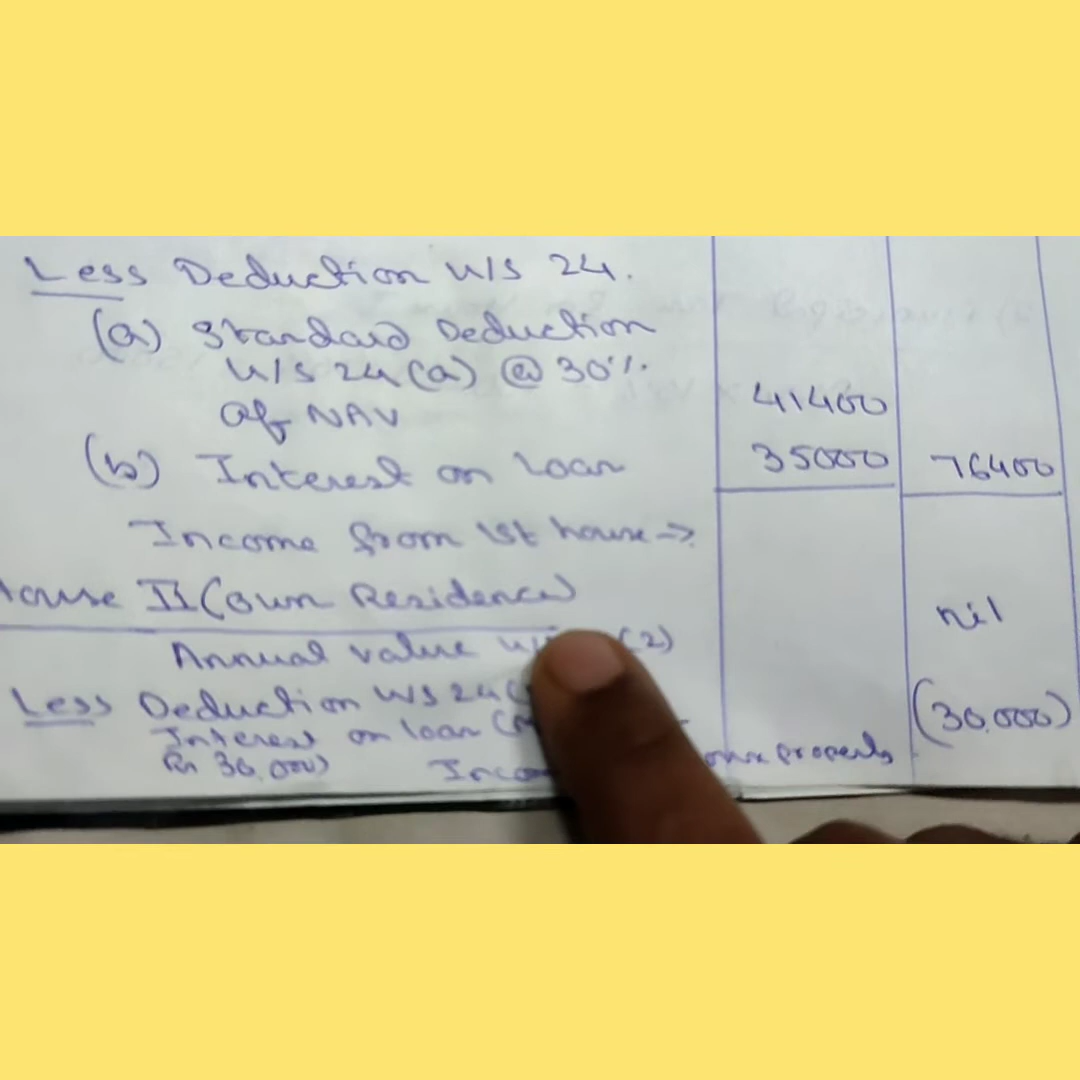 Less Deduction u/s 24.
(a) Standard Deduction
u/s 24 (a) @ 30%.
of NAV 41400
(b) Interest on loan 35000 76400
Income from 1st house →
House II (Own Residence)
nil
Annual value (2)
Less Deduction u/s 24
(30,000)
Interest on loan
Rs 30,000) property